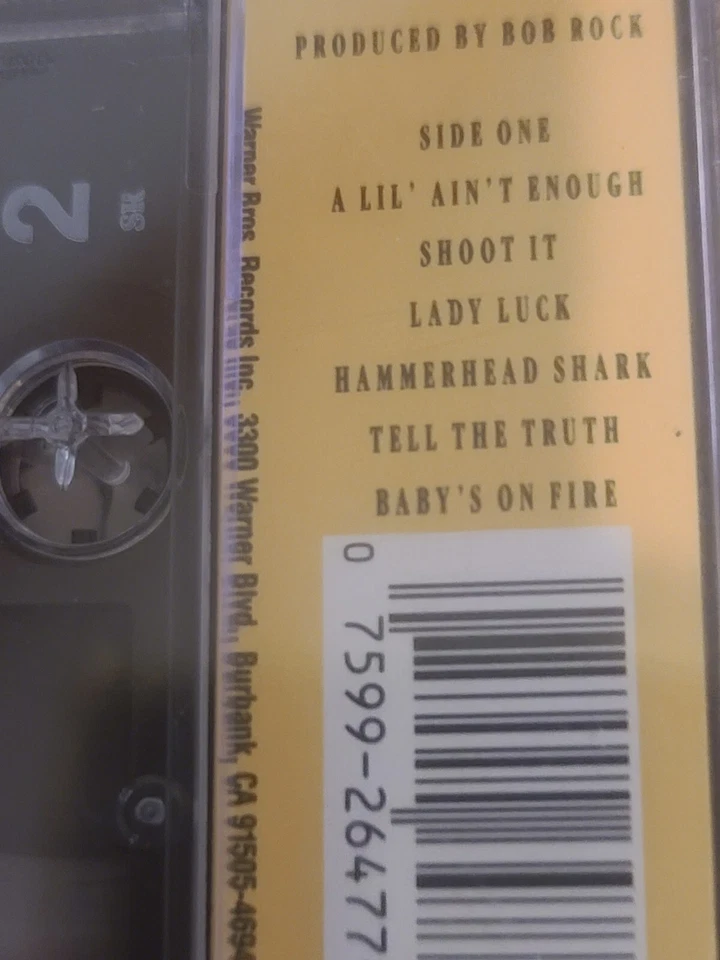 PRODUCED BY BOB ROCK
SIDE ONE
A LIL' AIN'T ENOUGH
SHOOT IT
LADY LUCK
HAMMERHEAD SHARK
TELL THE TRUTH
BABY'S ON FIRE
0 7599-26477
Warner Bros. Records Inc., 3300 Warner Blvd., Burbank, CA 91505-4694
2
SR